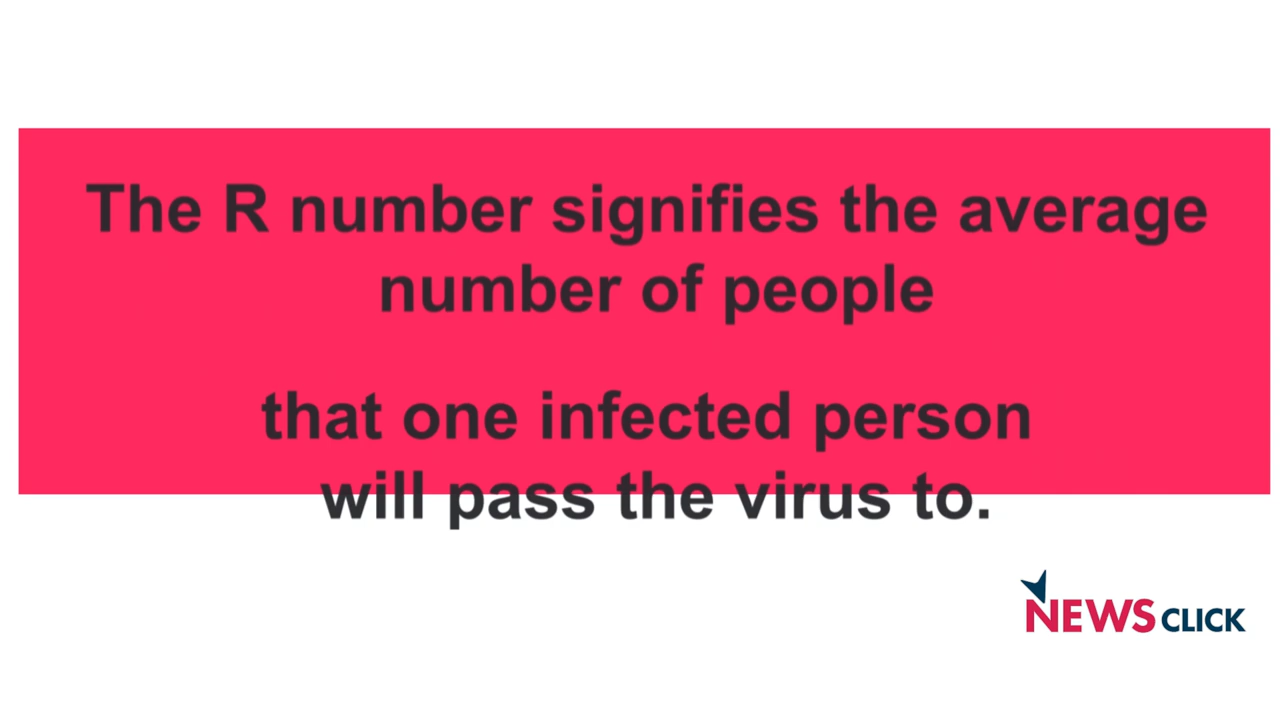 The R number signifies the average
number of people
that one infected person
will pass the virus to.
NEWS CLICK